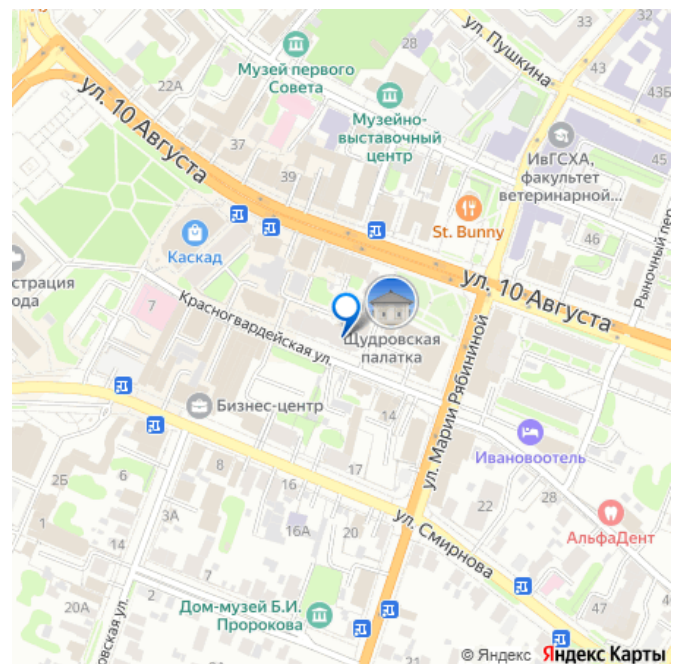 28
ул. Пушкина
33
43
43Б
Музей первого
Совета
22А
ул. 10 Августа
Музейно-
выставочный
центр
37
39
ИвГСХА,
факультет
ветеринарной...
45
St. Bunny
46
Рыночный пер.
Каскад
страция
ода
7
ул. 10 Августа
Красногвардейская ул.
Щудровская
палатка
ул. Марии Рябининой
Бизнес-центр
14
Ивановоотель
2Б
6
8
17
16
22
28
АльфаДент
1
3А
14
16А
20
ул. Смирнова
20А
2
7
Дом-музей Б.И.
Пророкова
41
47
овская ул.
© Яндекс Яндекс Карты